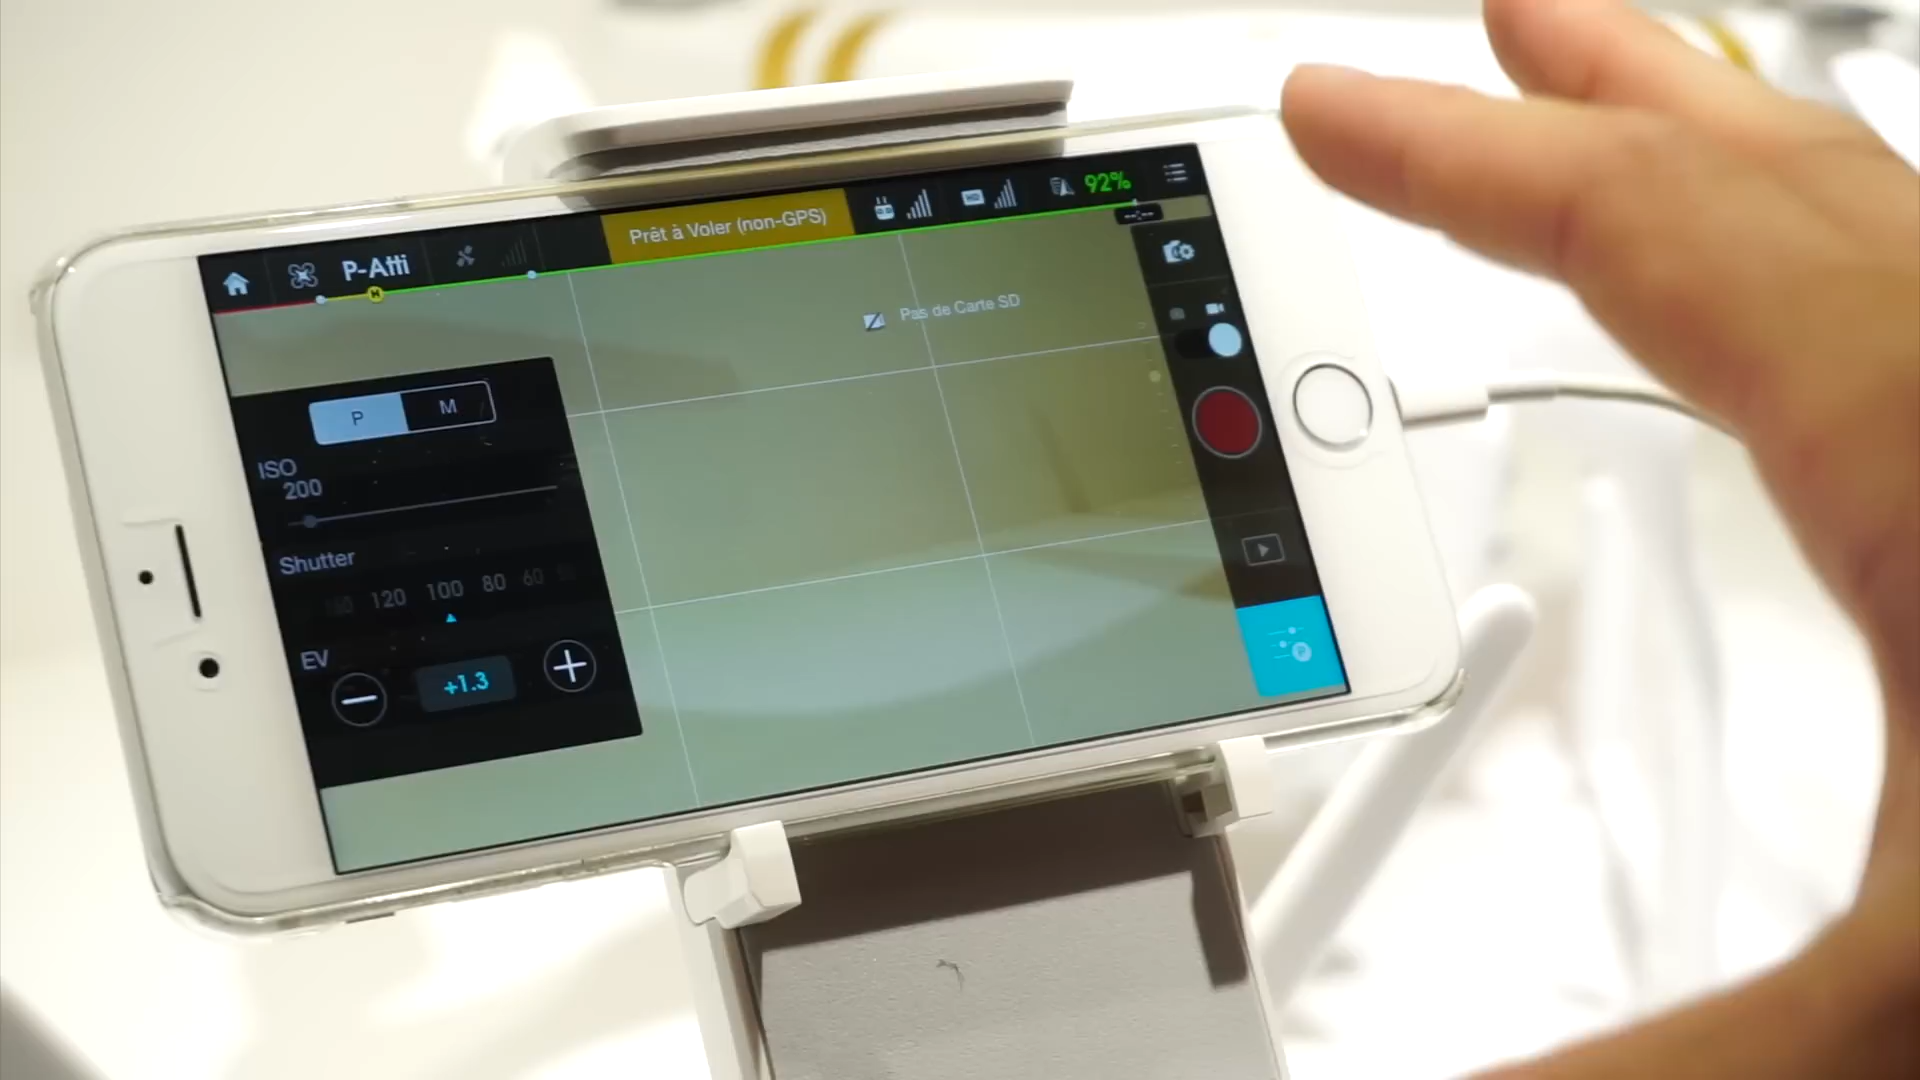 P-Atti
Prêt à Voler (non-GPS)
HD
92%
--:--
H
Pas de Carte SD
P M
ISO
200
Shutter
120 100 80 60
EV
+1.3
P